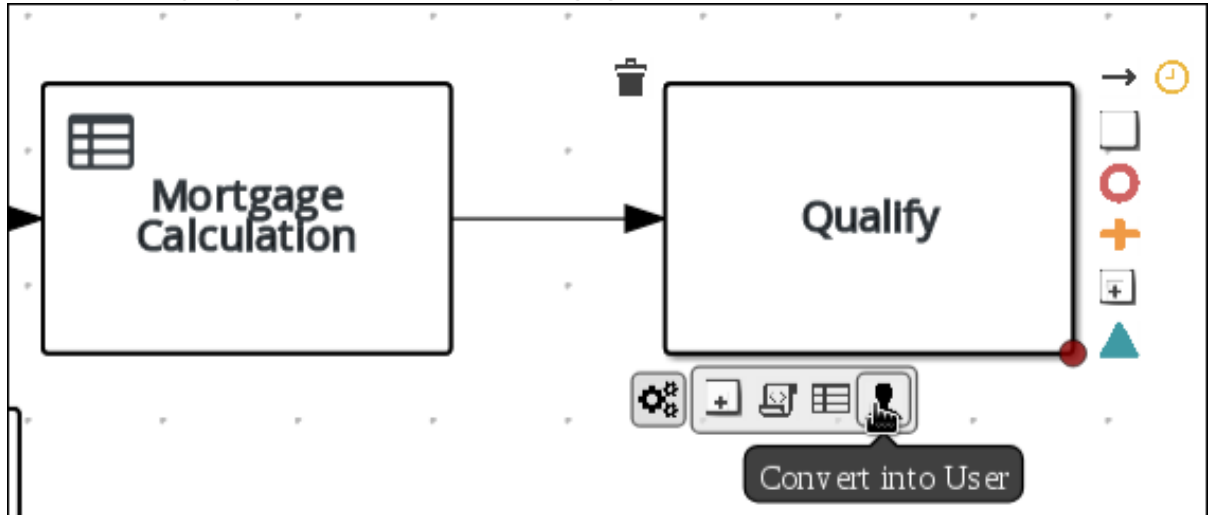 Mortgage
Calculation
Qualify
Convert into User